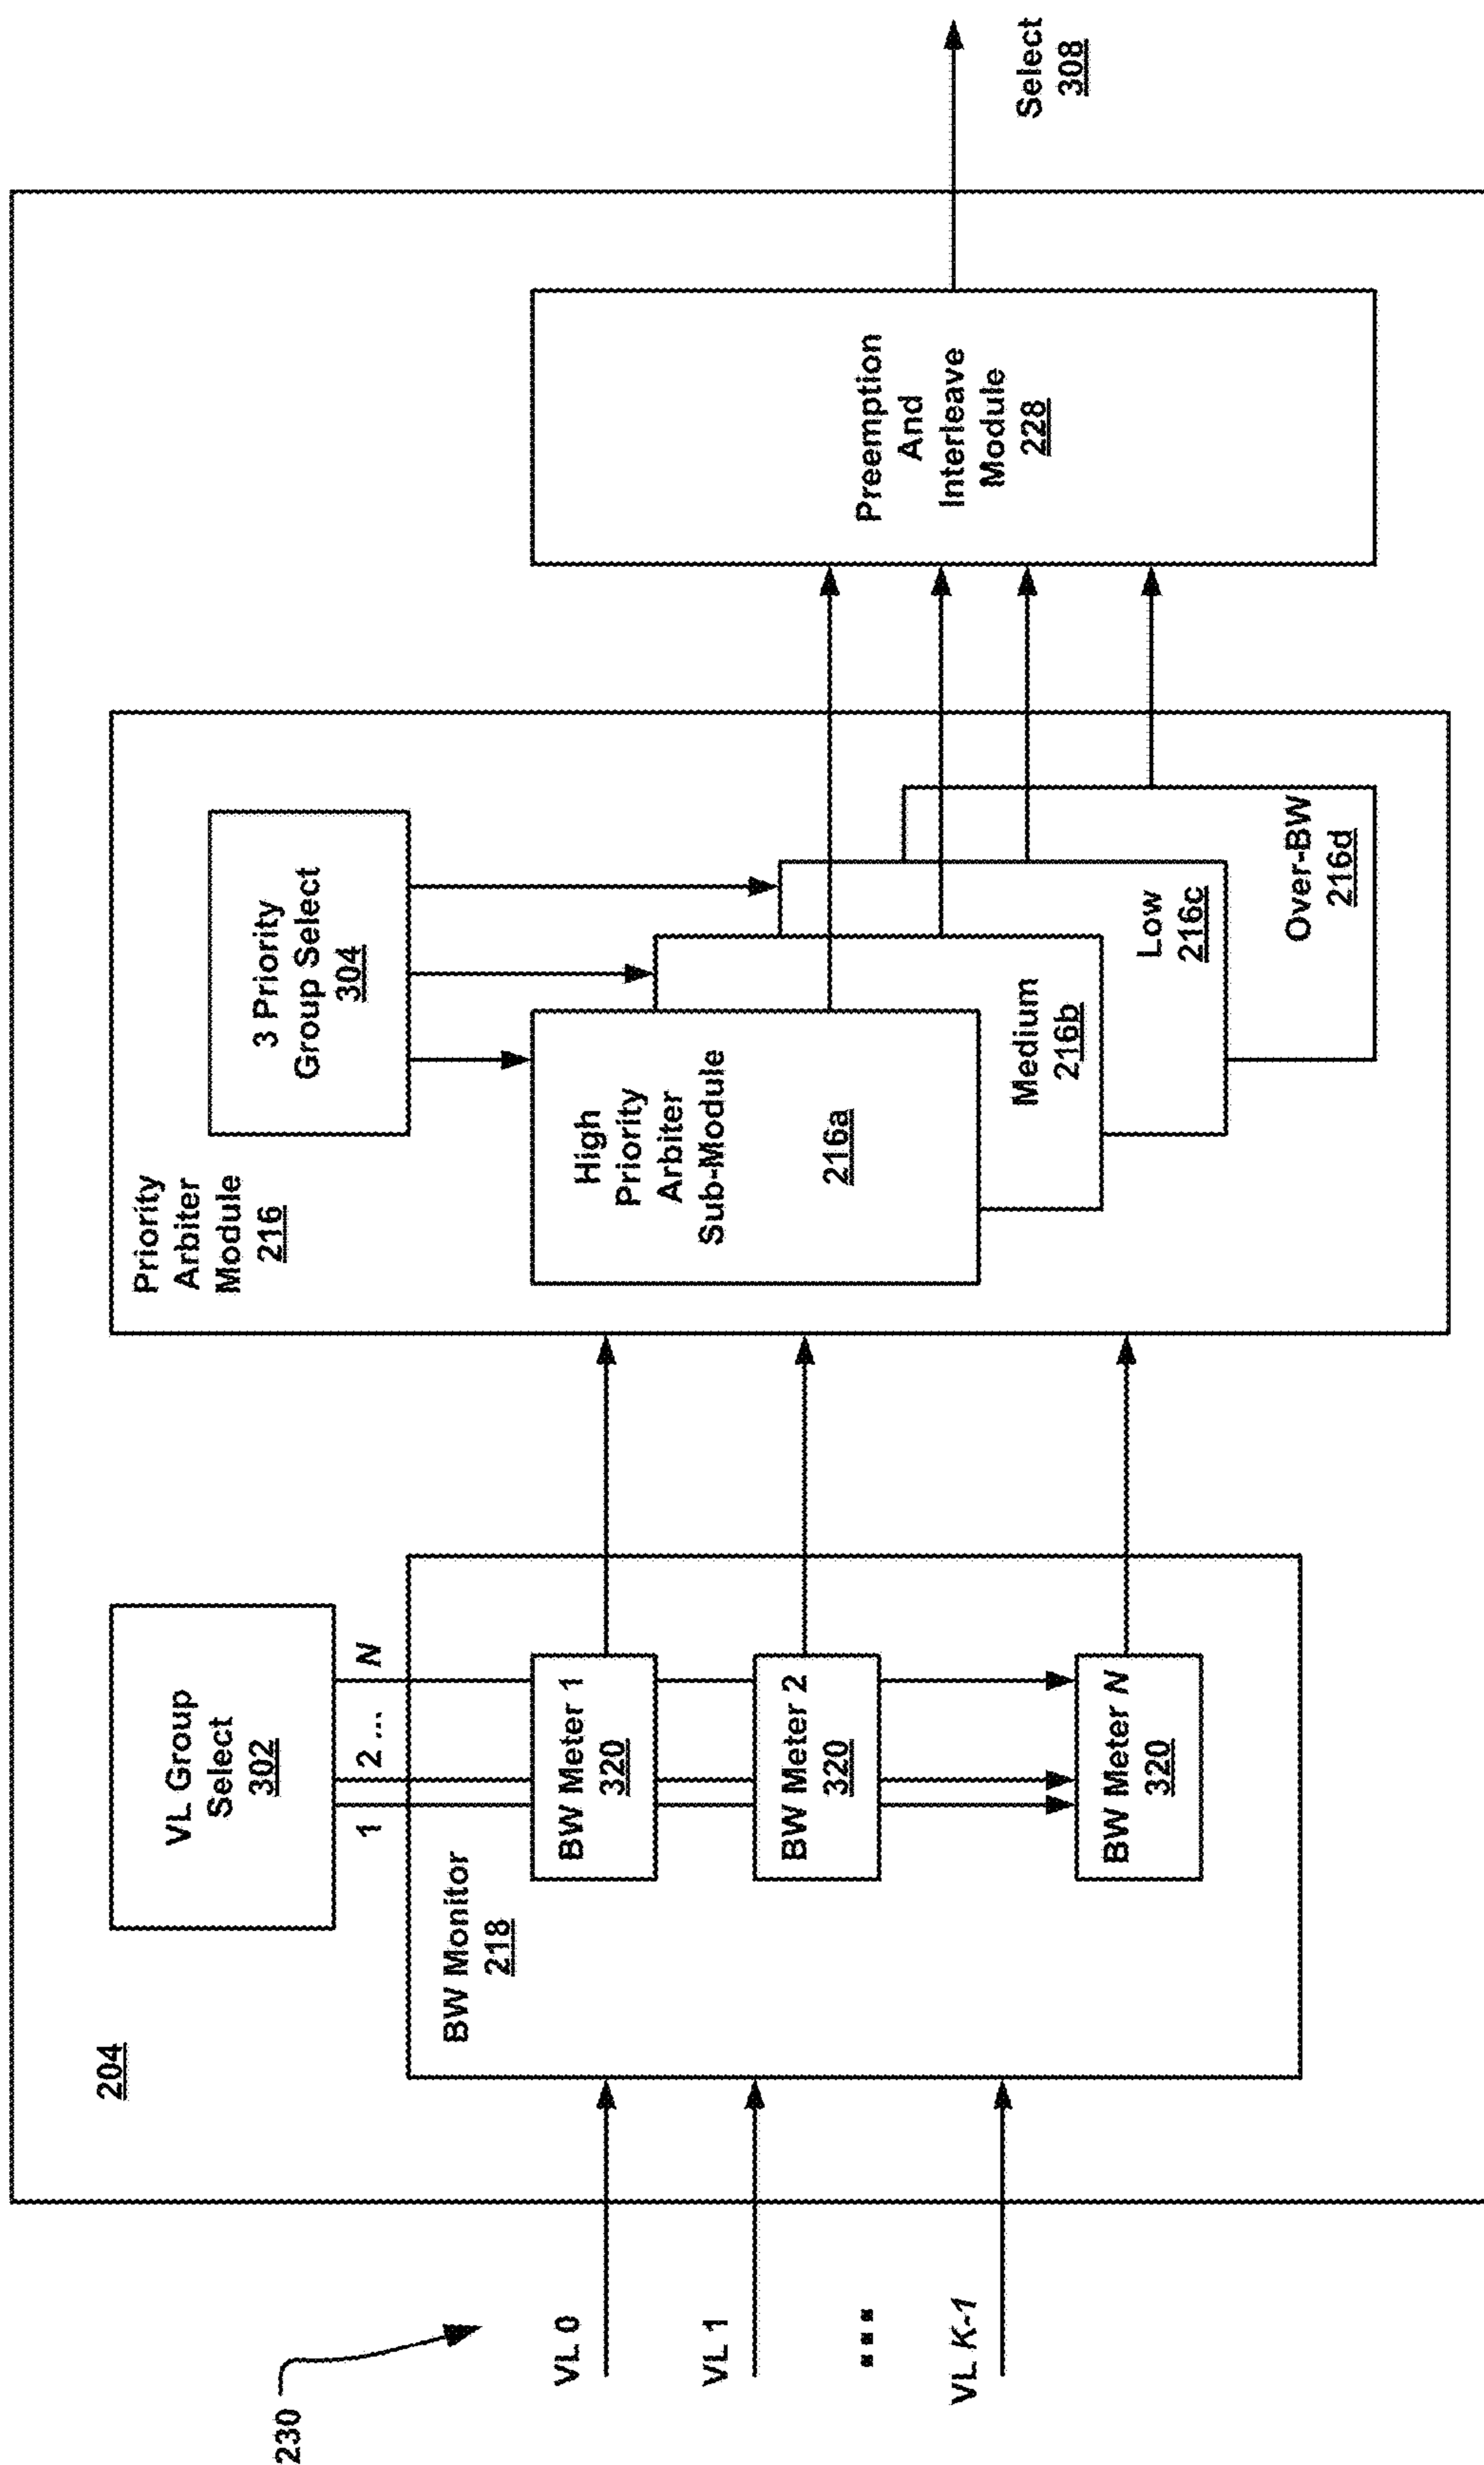 230
VL 0
VL 1
VL K-1
204
VL Group
Select
302
1 2 ... N
BW Monitor
218
BW Meter 1
320
BW Meter 2
320
BW Meter N
320
Priority
Arbiter
Module
216
3 Priority
Group Select
304
High
Priority
Arbiter
Sub-Module
216a
Medium
216b
Low
216c
Over-BW
216d
Preemption
And
Interleave
Module
228
Select
308